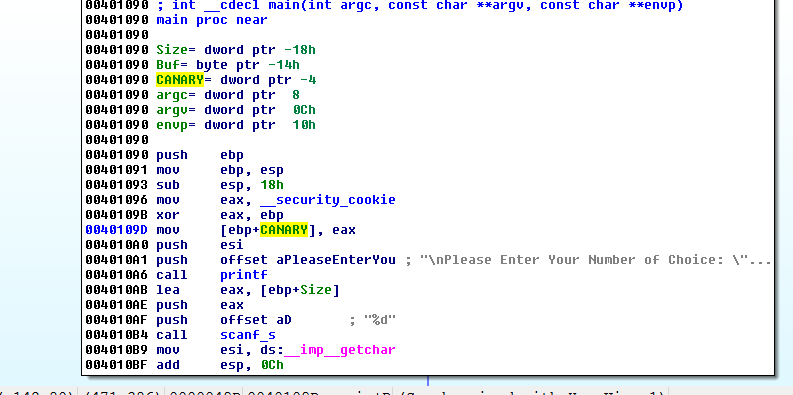 00401090 ; int __cdecl main(int argc, const char **argv, const char **envp)
00401090 main proc near
00401090
00401090 Size= dword ptr -18h
00401090 Buf= byte ptr -14h
00401090 CANARY= dword ptr -4
00401090 argc= dword ptr  8
00401090 argv= dword ptr  0Ch
00401090 envp= dword ptr  10h
00401090
00401090 push    ebp
00401091 mov     ebp, esp
00401093 sub     esp, 18h
00401096 mov     eax, __security_cookie
0040109B xor     eax, ebp
0040109D mov     [ebp+CANARY], eax
004010A0 push    esi
004010A1 push    offset aPleaseEnterYou ; "\nPlease Enter Your Number of Choice: \"...
004010A6 call    printf
004010AB lea     eax, [ebp+Size]
004010AE push    eax
004010AF push    offset aD       ; "%d"
004010B4 call    scanf_s
004010B9 mov     esi, ds:__imp__getchar
004010BF add     esp, 0Ch